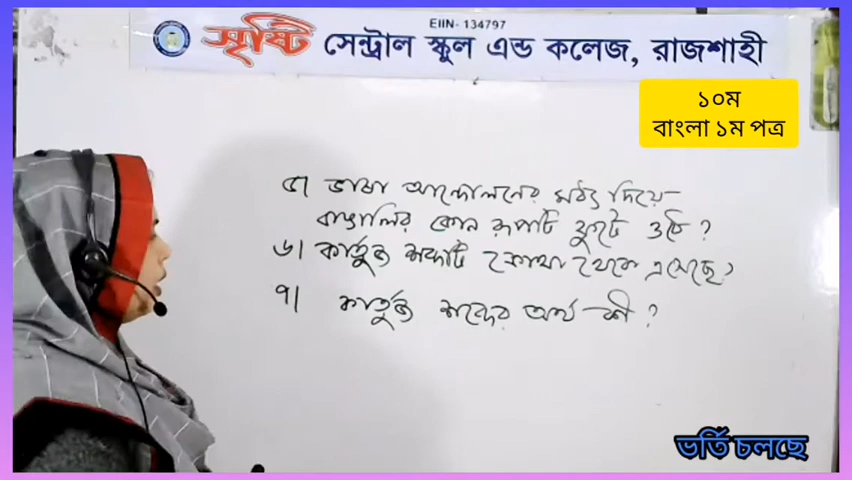 EIIN- 134797
সৃষ্টি সেন্ট্রাল স্কুল এন্ড কলেজ, রাজশাহী
১০ম
বাংলা ১ম পত্র
৫। ভাষা আন্দোলনের মধ্য দিয়ে-
বাঙালির কোন রূপটি ফুটে ওঠে?
৬। কার্তুজ শব্দটি কোথা থেকে এসেছে?
৭। কার্তুজ শব্দের অর্থ কী?
ভর্তি চলছে